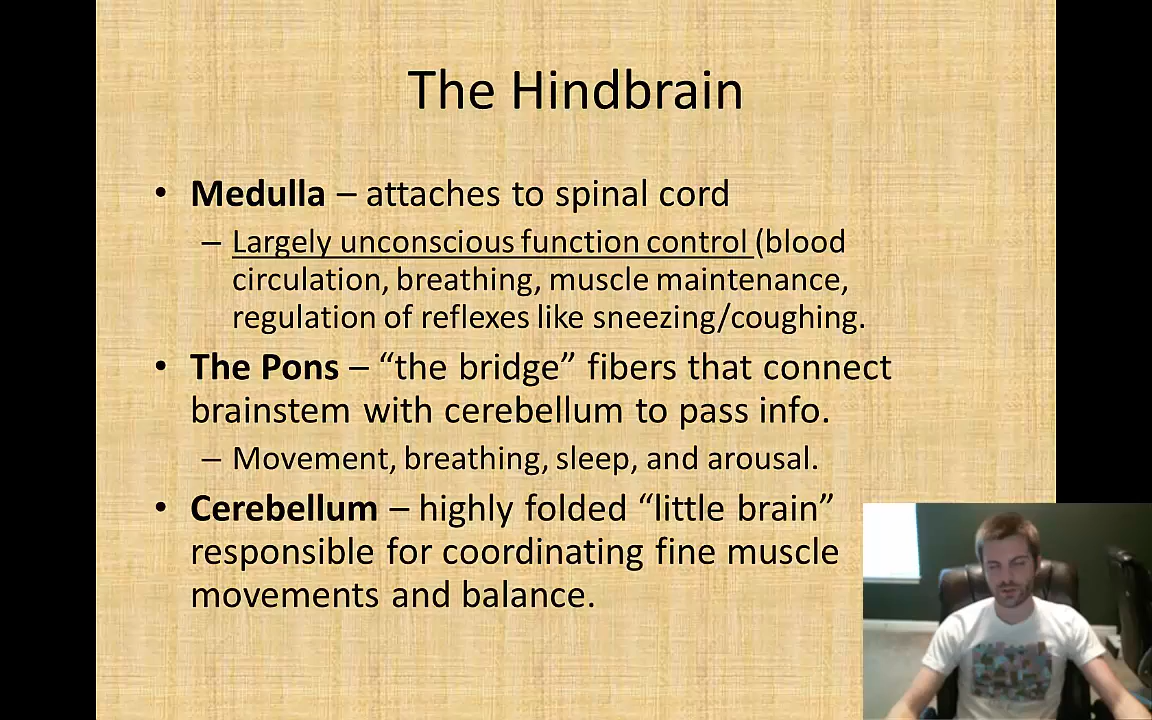 The Hindbrain
• Medulla – attaches to spinal cord
– Largely unconscious function control (blood
circulation, breathing, muscle maintenance,
regulation of reflexes like sneezing/coughing.
• The Pons – “the bridge” fibers that connect
brainstem with cerebellum to pass info.
– Movement, breathing, sleep, and arousal.
• Cerebellum – highly folded “little brain”
responsible for coordinating fine muscle
movements and balance.